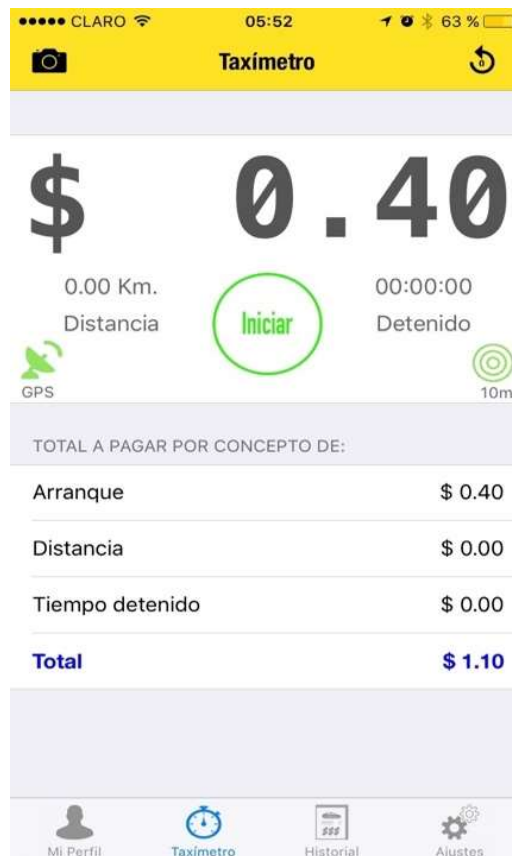 CLARO 05:52 63 %
Taxímetro
$ 0.40
0.00 Km. 00:00:00
Distancia Iniciar Detenido
GPS 10m
TOTAL A PAGAR POR CONCEPTO DE:
Arranque $ 0.40
Distancia $ 0.00
Tiempo detenido $ 0.00
Total $ 1.10
$$$
Mi Perfil Taxímetro Historial Ajustes